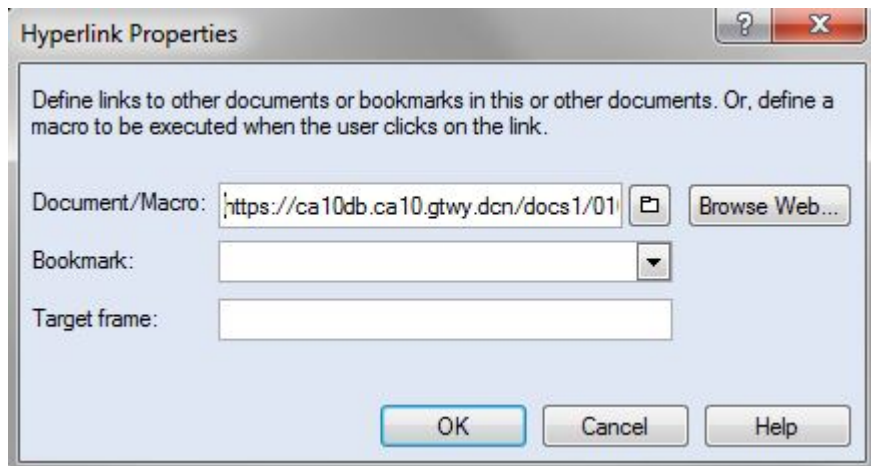 Hyperlink Properties
?
X
Define links to other documents or bookmarks in this or other documents. Or, define a
macro to be executed when the user clicks on the link.
Document/Macro: https://ca10db.ca10.gtwy.dcn/docs1/01 Browse Web...
Bookmark:
Target frame:
OK Cancel Help